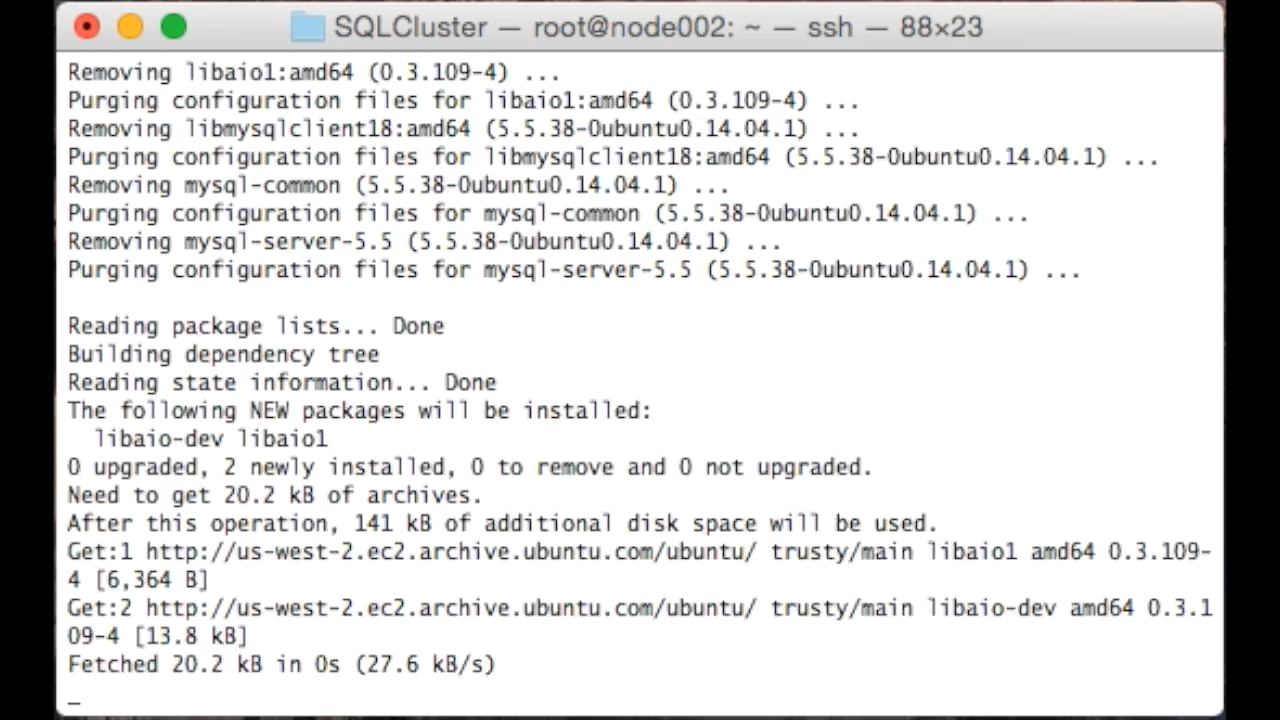 SQLCluster — root@node002: ~ — ssh — 88×23
Removing libaio1:amd64 (0.3.109-4) ...
Purging configuration files for libaio1:amd64 (0.3.109-4) ...
Removing libmysqlclient18:amd64 (5.5.38-0ubuntu0.14.04.1) ...
Purging configuration files for libmysqlclient18:amd64 (5.5.38-0ubuntu0.14.04.1) ...
Removing mysql-common (5.5.38-0ubuntu0.14.04.1) ...
Purging configuration files for mysql-common (5.5.38-0ubuntu0.14.04.1) ...
Removing mysql-server-5.5 (5.5.38-0ubuntu0.14.04.1) ...
Purging configuration files for mysql-server-5.5 (5.5.38-0ubuntu0.14.04.1) ...
Reading package lists... Done
Building dependency tree
Reading state information... Done
The following NEW packages will be installed:
libaio-dev libaio1
0 upgraded, 2 newly installed, 0 to remove and 0 not upgraded.
Need to get 20.2 kB of archives.
After this operation, 141 kB of additional disk space will be used.
Get:1 http://us-west-2.ec2.archive.ubuntu.com/ubuntu/ trusty/main libaio1 amd64 0.3.109-
4 [6,364 B]
Get:2 http://us-west-2.ec2.archive.ubuntu.com/ubuntu/ trusty/main libaio-dev amd64 0.3.1
09-4 [13.8 kB]
Fetched 20.2 kB in 0s (27.6 kB/s)
_